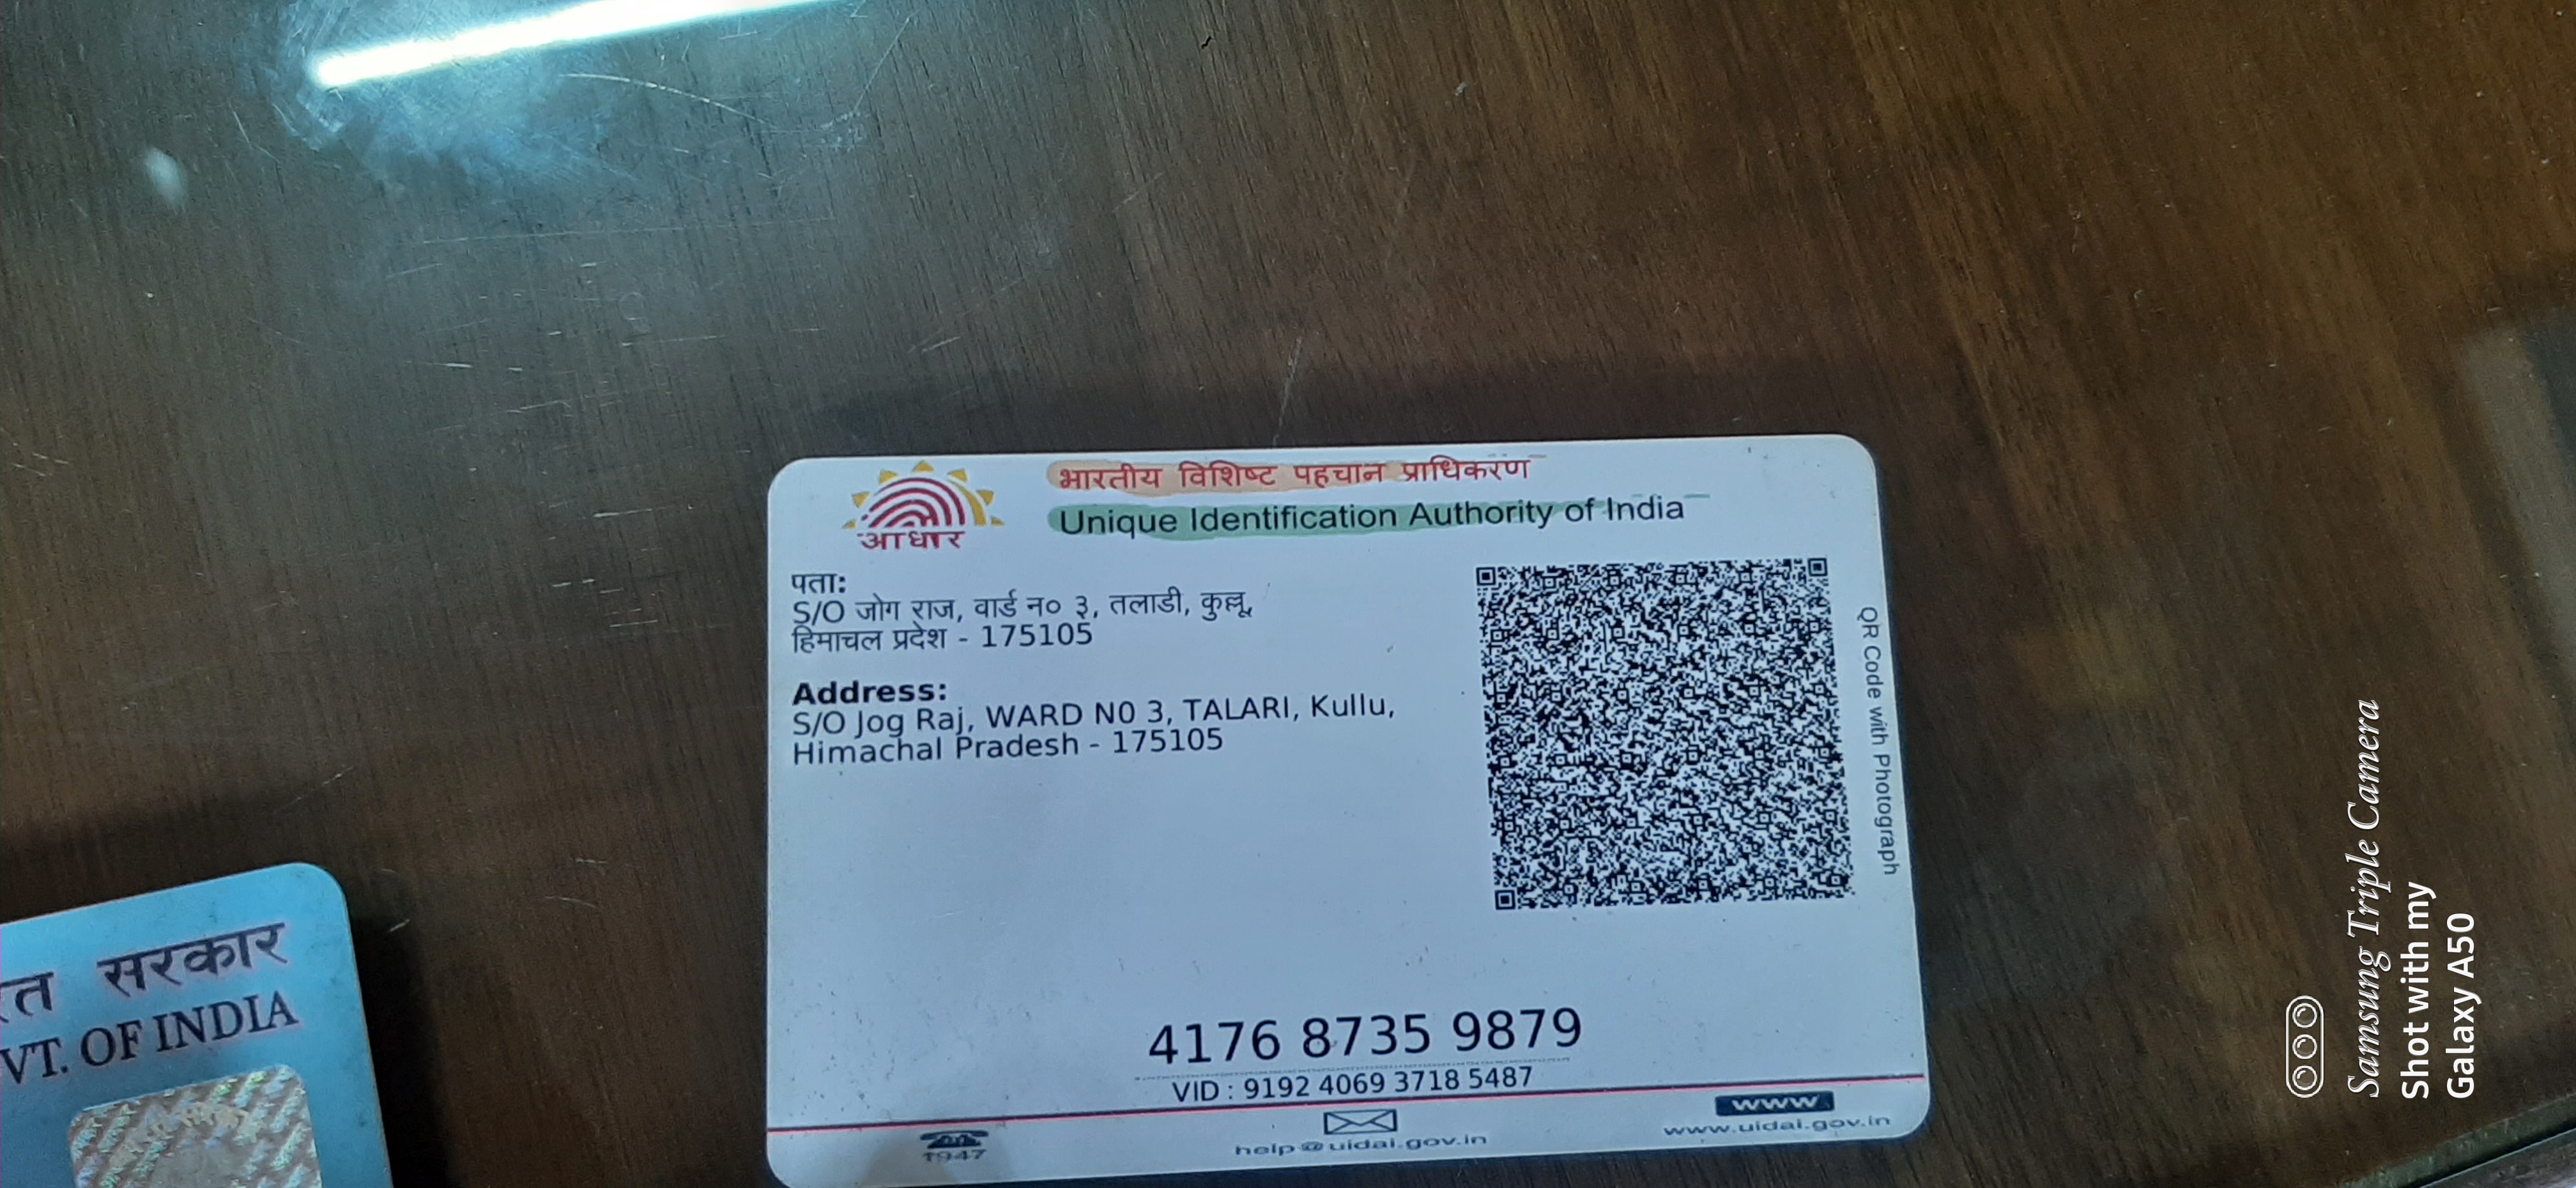 भारतीय विशिष्ट पहचान प्राधिकरण
Unique Identification Authority of India
आधार
पता:
S/O जोग राज, वार्ड न० ३, तलाडी, कुल्लू,
हिमाचल प्रदेश - 175105
Address:
S/O Jog Raj, WARD N0 3, TALARI, Kullu,
Himachal Pradesh - 175105
QR Code with Photograph
4176 8735 9879
VID : 9192 4069 3718 5487
1947
help@uidai.gov.in
www
www.uidai.gov.in
सरकार
OF INDIA
Samsung Triple Camera
Shot with my
Galaxy A50